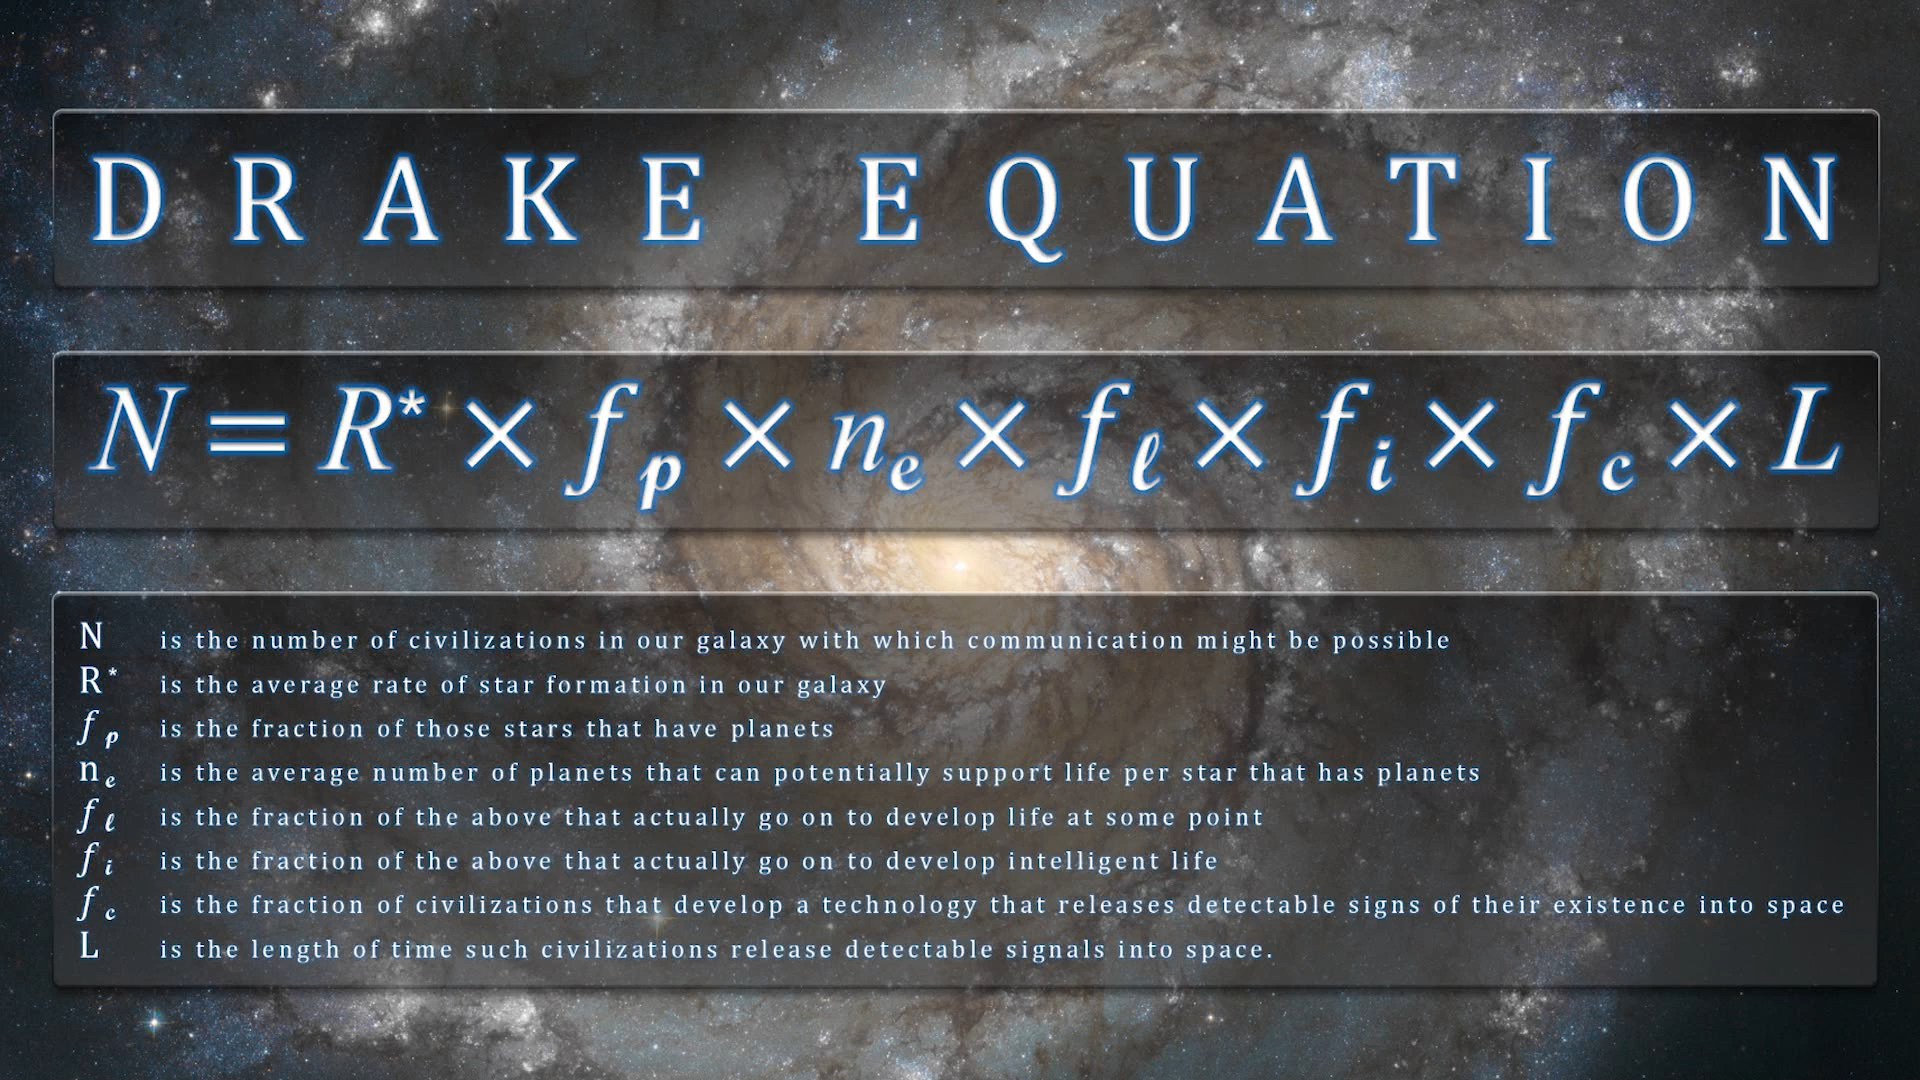 DRAKE EQUATION
N = R* × fₚ × nₑ × fℓ × fᵢ × f꜀ × L
N is the number of civilizations in our galaxy with which communication might be possible
R* is the average rate of star formation in our galaxy
fₚ is the fraction of those stars that have planets
nₑ is the average number of planets that can potentially support life per star that has planets
fℓ is the fraction of the above that actually go on to develop life at some point
fᵢ is the fraction of the above that actually go on to develop intelligent life
f꜀ is the fraction of civilizations that develop a technology that releases detectable signs of their existence into space
L is the length of time such civilizations release detectable signals into space.